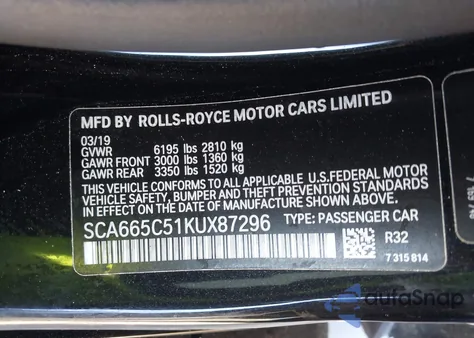 MFD BY ROLLS-ROYCE MOTOR CARS LIMITED
03/19
GVWR 6195 lbs 2810 kg
GAWR FRONT 3000 lbs 1360 kg
GAWR REAR 3350 lbs 1520 kg
THIS VEHICLE CONFORMS TO ALL APPLICABLE U.S.FEDERAL MOTOR
VEHICLE SAFETY, BUMPER, AND THEFT PREVENTION STANDARDS
IN EFFECT ON THE DATE OF MANUFACTURE SHOWN ABOVE.
SCA665C51KUX87296 TYPE: PASSENGER CAR
R32
7 315 814
autoSnap